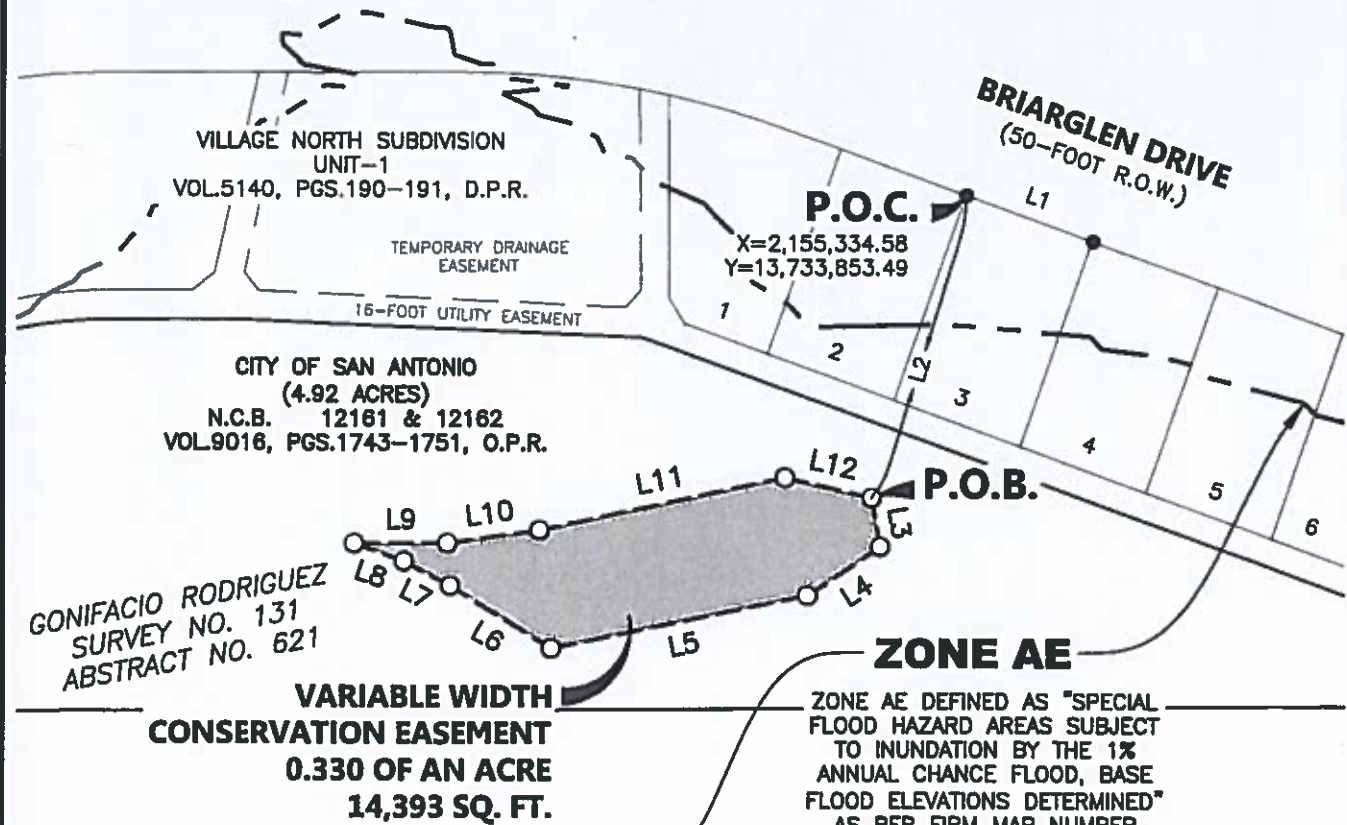 BRIARGLEN DRIVE
(50-FOOT R.O.W.)
L1
VILLAGE NORTH SUBDIVISION
UNIT-1
VOL.5140, PGS.190-191, D.P.R.
P.O.C.
X=2,155,334.58
Y=13,733,853.49
TEMPORARY DRAINAGE
EASEMENT
16-FOOT UTILITY EASEMENT
1
2
L2
3
4
5
6
CITY OF SAN ANTONIO
(4.92 ACRES)
N.C.B. 12161 & 12162
VOL.9016, PGS.1743-1751, O.P.R.
L12
L11
P.O.B.
L10
L9
L3
L8
L7
L4
L6
L5
GONIFACIO RODRIGUEZ
SURVEY NO. 131
ABSTRACT NO. 621
ZONE AE
VARIABLE WIDTH
CONSERVATION EASEMENT
0.330 OF AN ACRE
14,393 SQ. FT.
ZONE AE DEFINED AS "SPECIAL
FLOOD HAZARD AREAS SUBJECT
TO INUNDATION BY THE 1%
ANNUAL CHANCE FLOOD, BASE
FLOOD ELEVATIONS DETERMINED"
AS PER FIRM MAP NUMBER